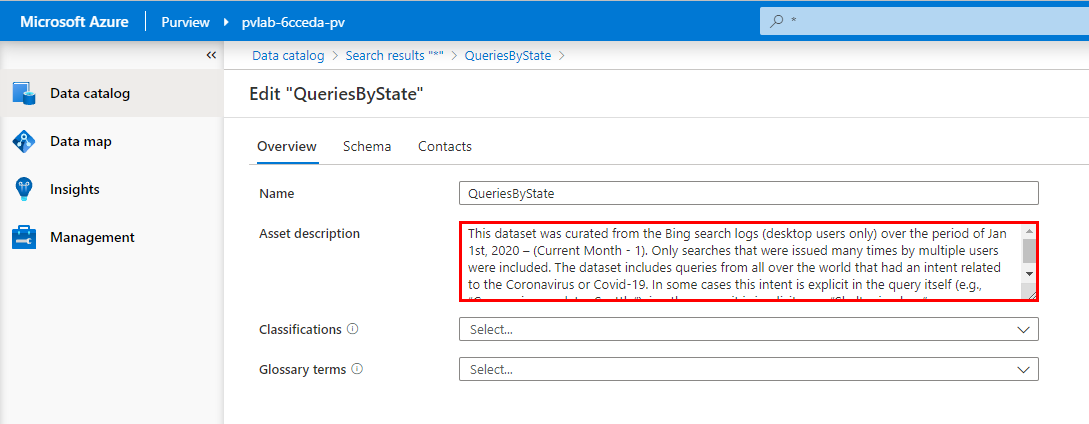 Microsoft Azure Purview pvlab-6cceda-pv *
« Data catalog > Search results "*" > QueriesByState >
Data catalog
Data map
Insights
Management
Edit "QueriesByState"
Overview Schema Contacts
Name QueriesByState
Asset description
This dataset was curated from the Bing search logs (desktop users only) over the period of Jan
1st, 2020 – (Current Month - 1). Only searches that were issued many times by multiple users
were included. The dataset includes queries from all over the world that had an intent related
to the Coronavirus or Covid-19. In some cases this intent is explicit in the query itself (e.g.,
Classifications Select...
Glossary terms Select...